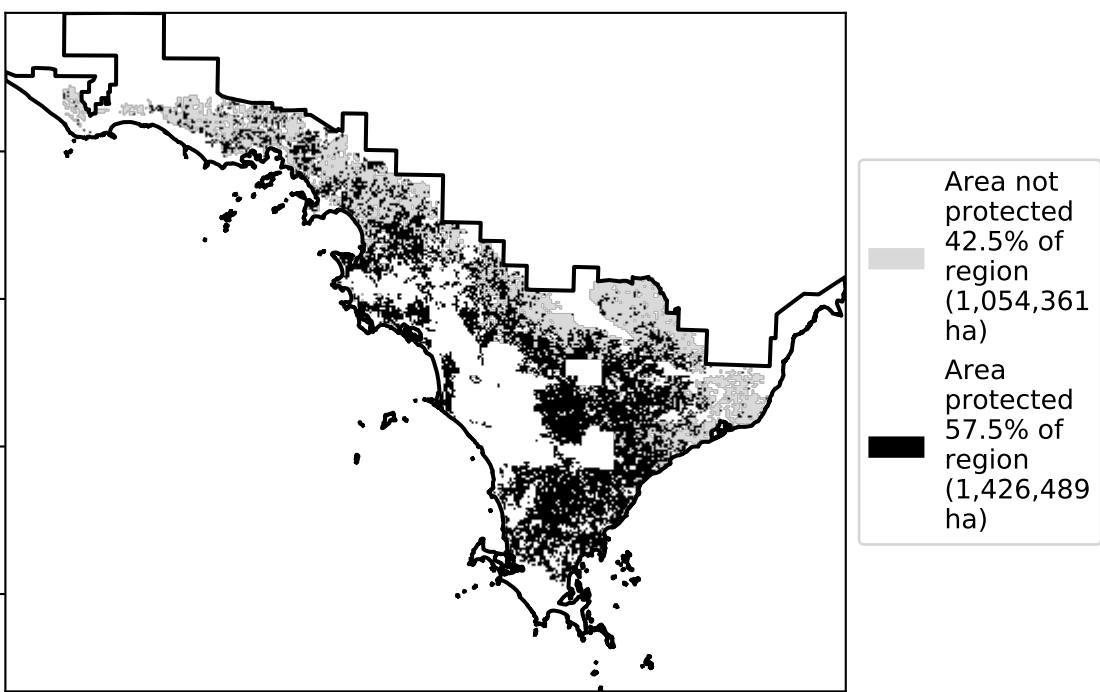 Area not
protected
42.5% of
region
(1,054,361
ha)
Area
protected
57.5% of
region
(1,426,489
ha)